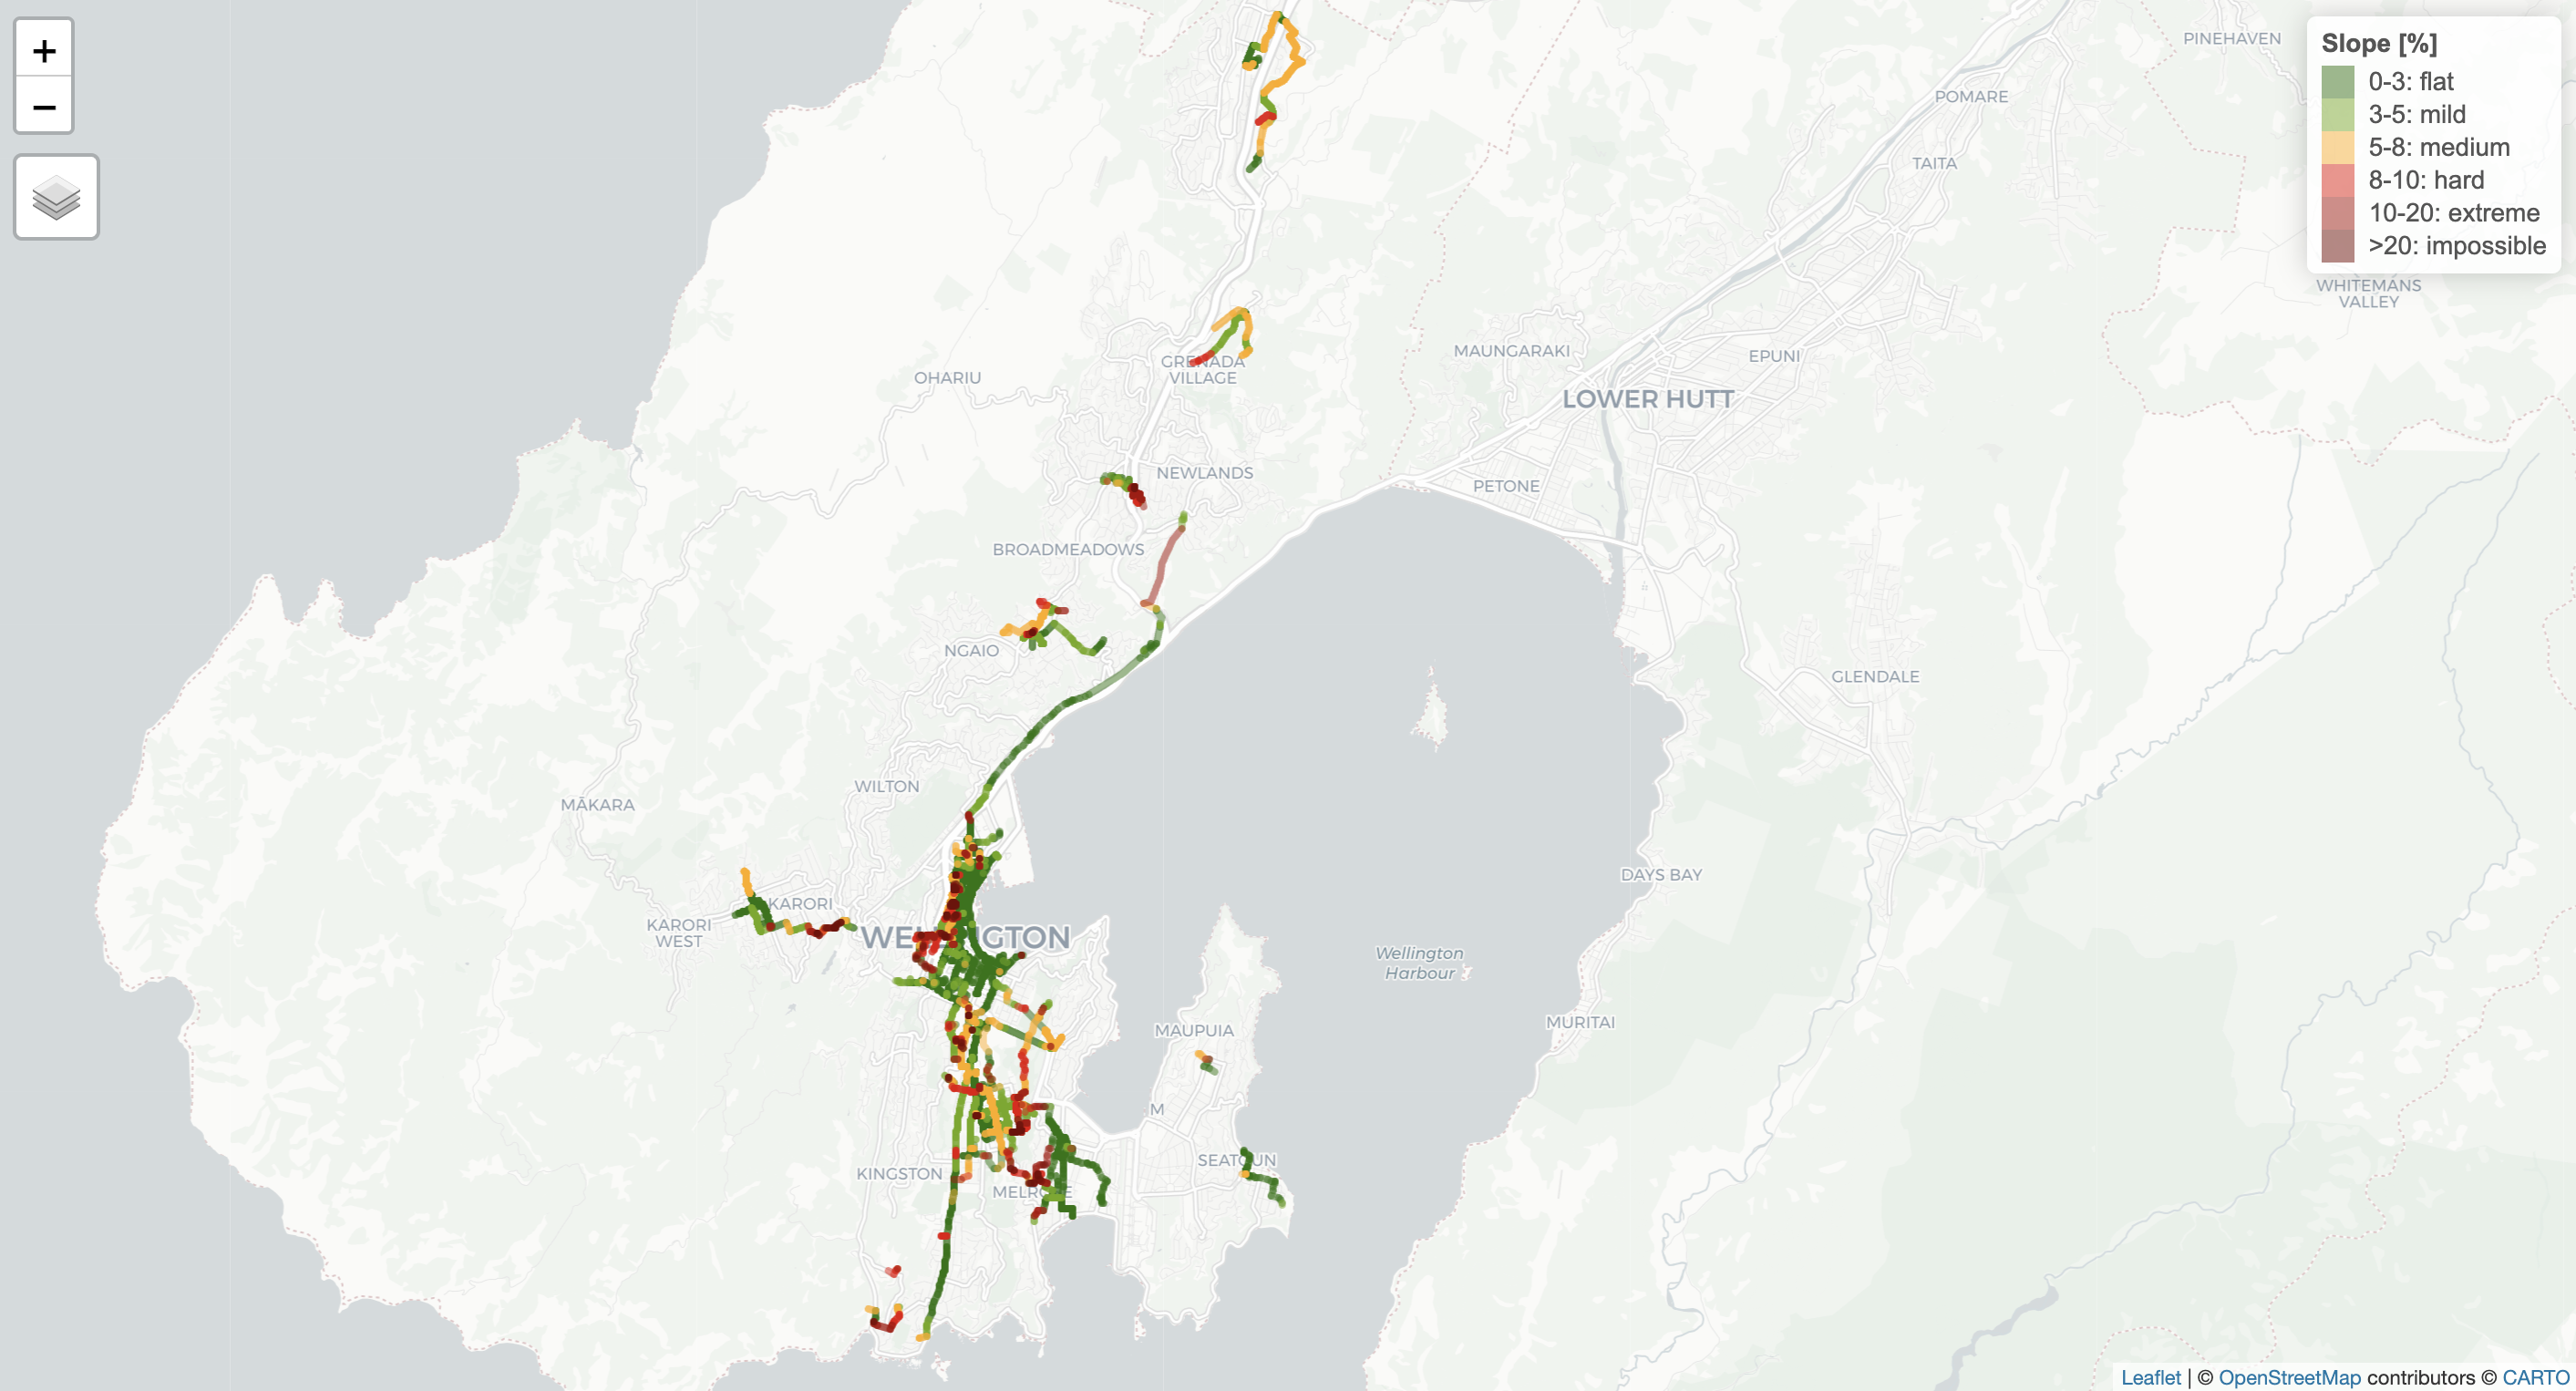 +
−
Slope [%]
0-3: flat
3-5: mild
5-8: medium
8-10: hard
10-20: extreme
>20: impossible
PINEHAVEN
POMARE
TAITA
WHITEMANS
VALLEY
MAUNGARAKI
EPUNI
GRENADA
VILLAGE
OHARIU
LOWER HUTT
NEWLANDS
PETONE
BROADMEADOWS
NGAIO
GLENDALE
WILTON
MĀKARA
DAYS BAY
KARORI
KARORI
WEST
WELLINGTON
Wellington
Harbour
MURITAI
MAUPUIA
M
SEATOUN
KINGSTON
MELROSE
Leaflet | © OpenStreetMap contributors © CARTO